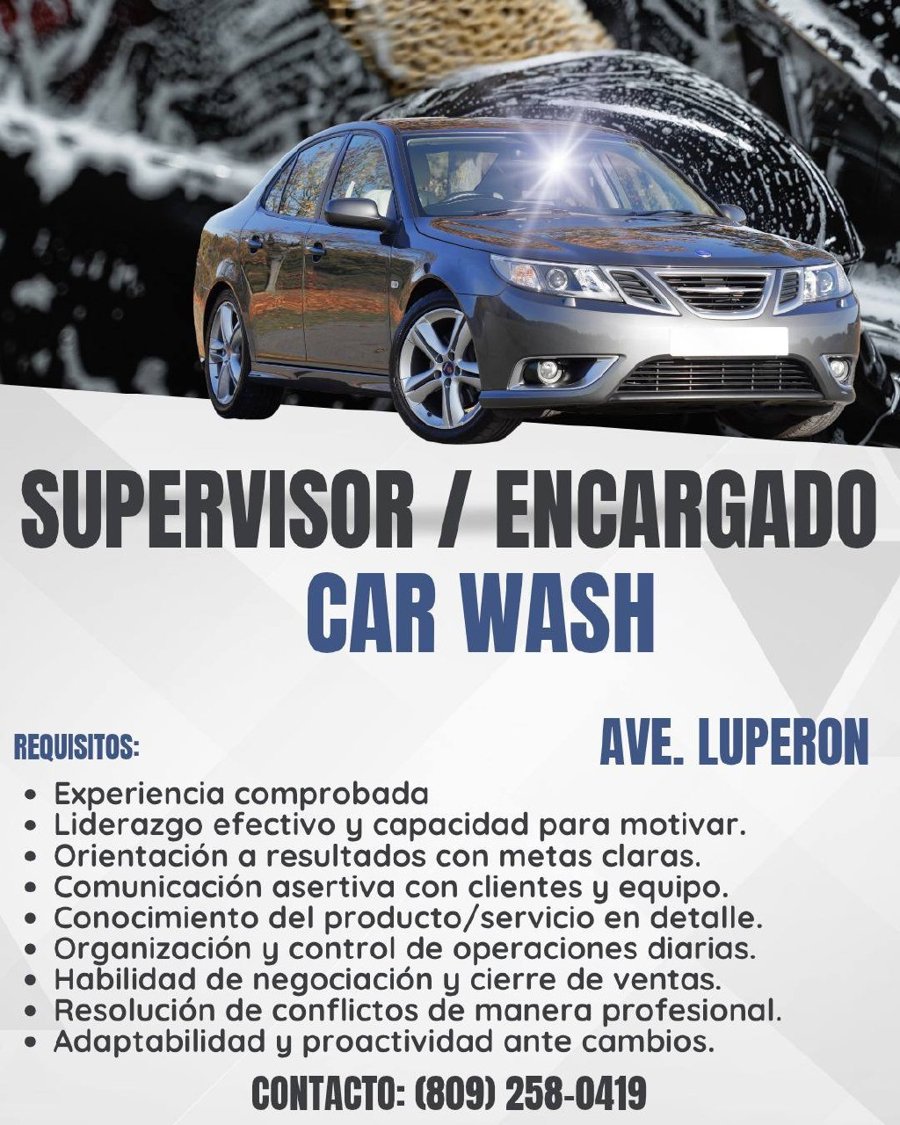 SUPERVISOR / ENCARGADO
CAR WASH
AVE. LUPERON
REQUISITOS:
• Experiencia comprobada
• Liderazgo efectivo y capacidad para motivar.
• Orientación a resultados con metas claras.
• Comunicación asertiva con clientes y equipo.
• Conocimiento del producto/servicio en detalle.
• Organización y control de operaciones diarias.
• Habilidad de negociación y cierre de ventas.
• Resolución de conflictos de manera profesional.
• Adaptabilidad y proactividad ante cambios.
CONTACTO: (809) 258-0419